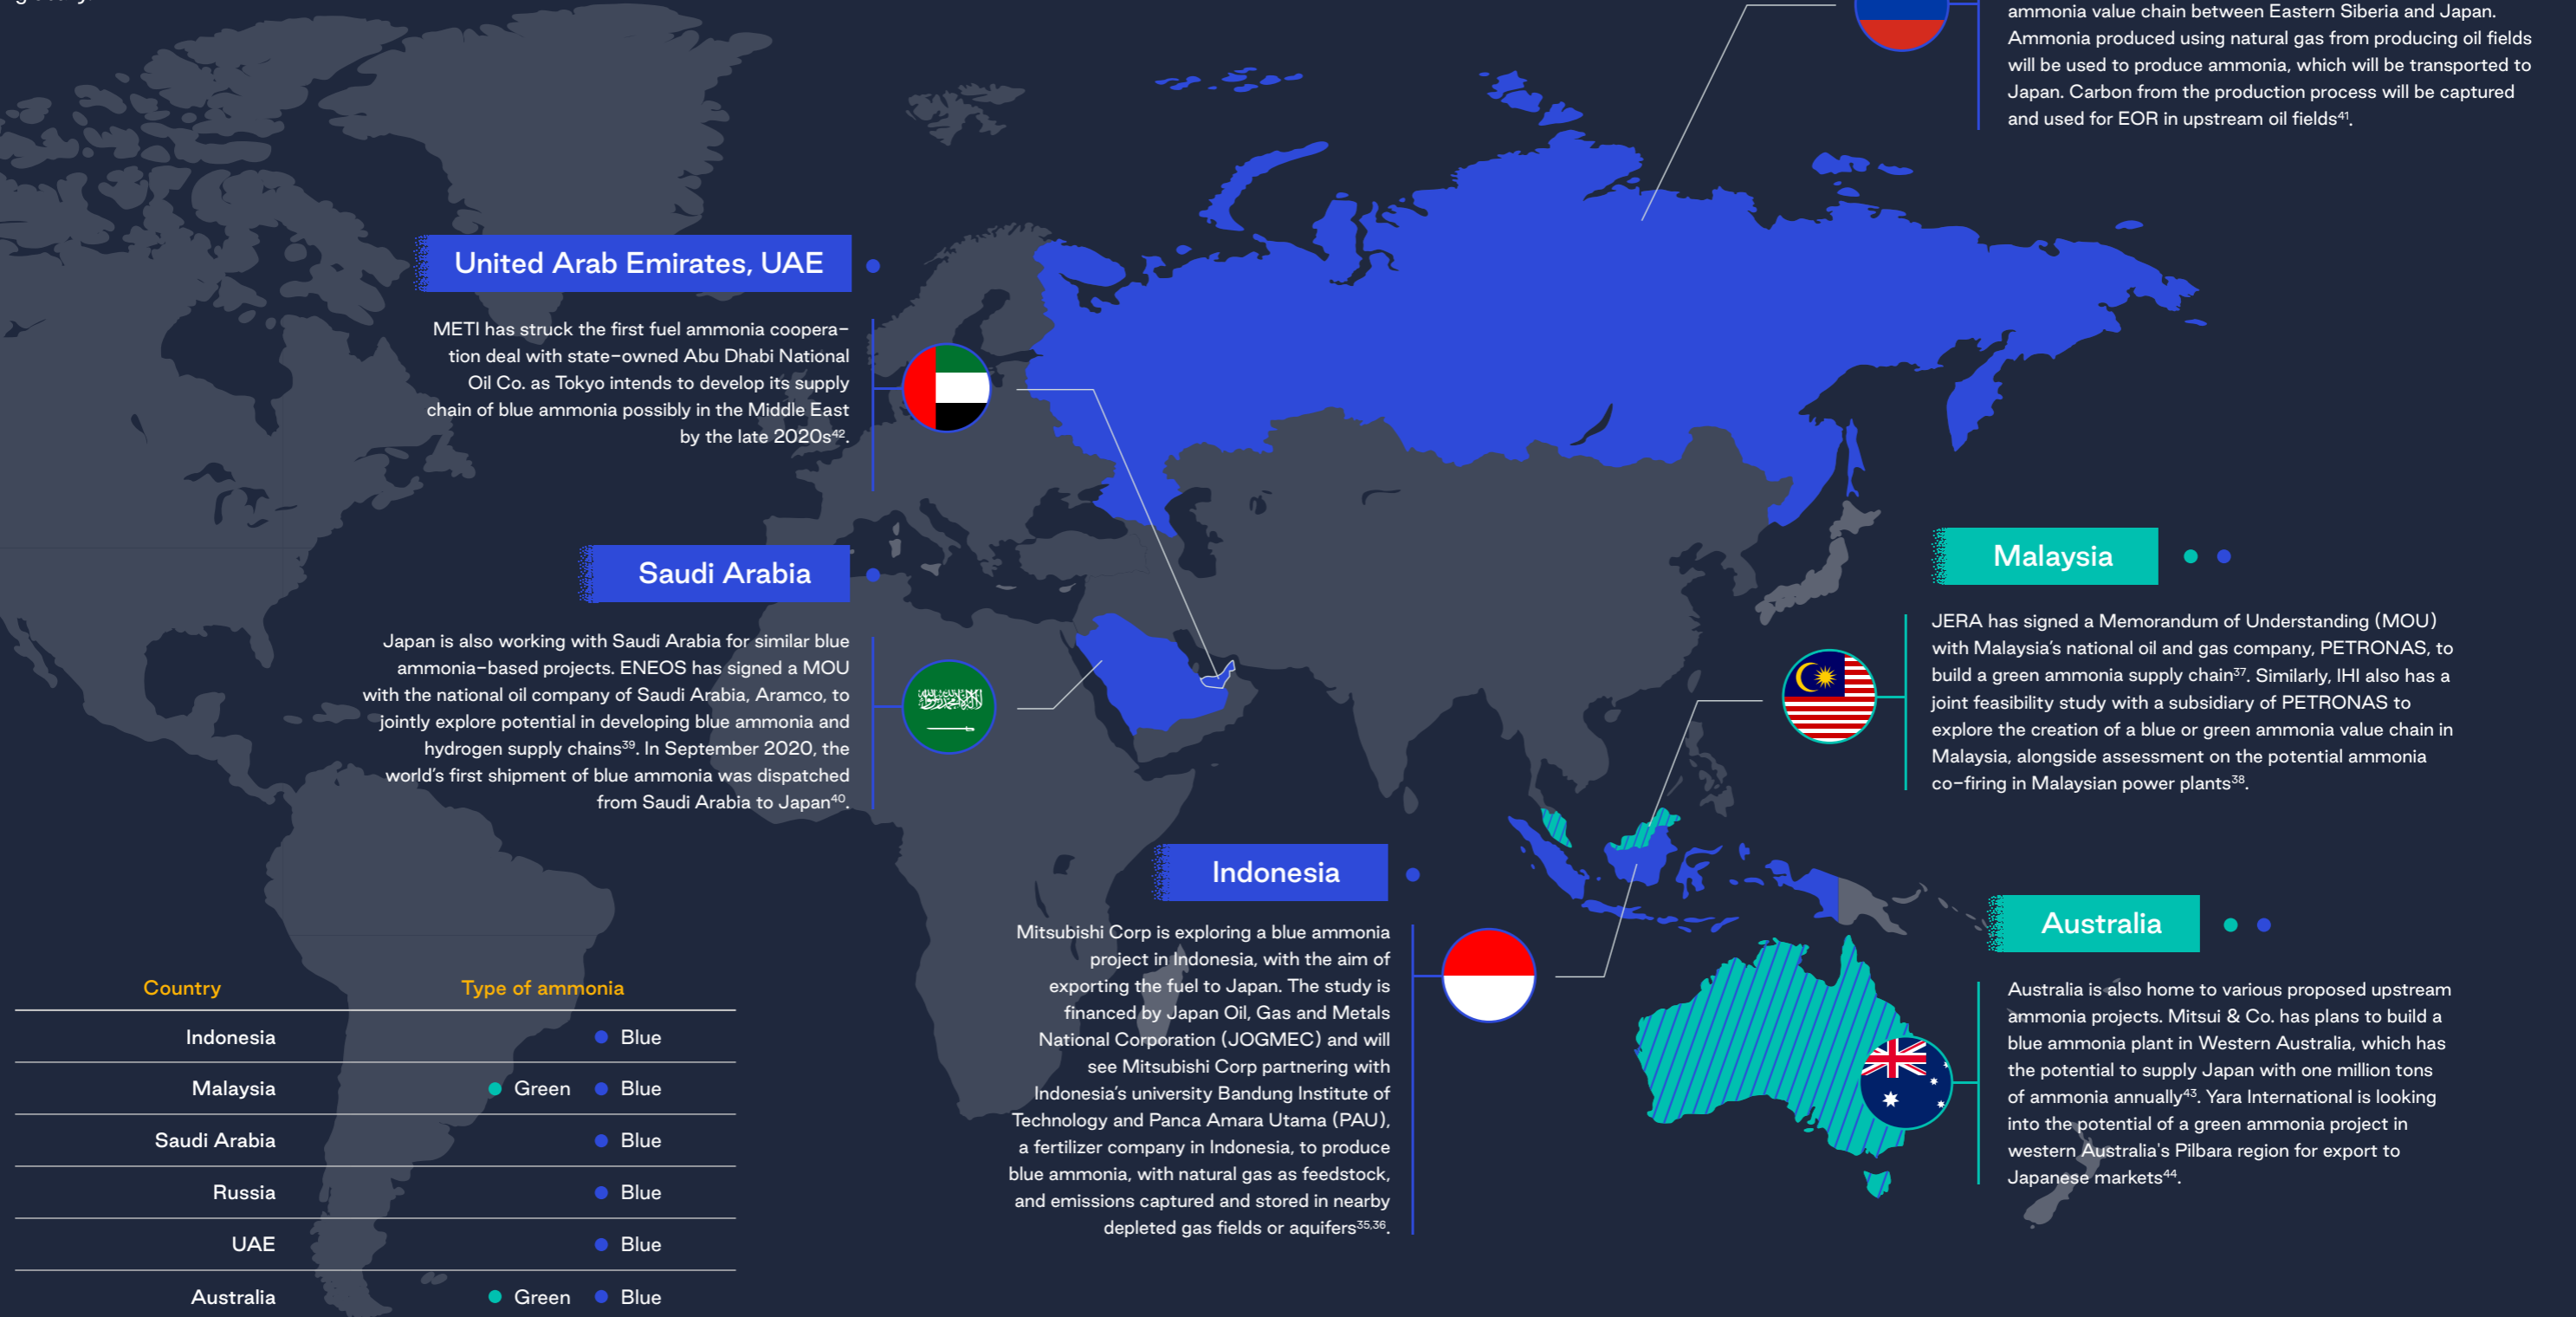 ammonia value chain between Eastern Siberia and Japan.
Ammonia produced using natural gas from producing oil fields
will be used to produce ammonia, which will be transported to
Japan. Carbon from the production process will be captured
and used for EOR in upstream oil fields⁴¹.
United Arab Emirates, UAE
METI has struck the first fuel ammonia coopera-
tion deal with state-owned Abu Dhabi National
Oil Co. as Tokyo intends to develop its supply
chain of blue ammonia possibly in the Middle East
by the late 2020s⁴².
Saudi Arabia
Japan is also working with Saudi Arabia for similar blue
ammonia-based projects. ENEOS has signed a MOU
with the national oil company of Saudi Arabia, Aramco, to
jointly explore potential in developing blue ammonia and
hydrogen supply chains³⁹. In September 2020, the
world's first shipment of blue ammonia was dispatched
from Saudi Arabia to Japan⁴⁰.
Malaysia
JERA has signed a Memorandum of Understanding (MOU)
with Malaysia's national oil and gas company, PETRONAS, to
build a green ammonia supply chain³⁷. Similarly, IHI also has a
joint feasibility study with a subsidiary of PETRONAS to
explore the creation of a blue or green ammonia value chain in
Malaysia, alongside assessment on the potential ammonia
co-firing in Malaysian power plants³⁸.
Indonesia
Mitsubishi Corp is exploring a blue ammonia
project in Indonesia, with the aim of
exporting the fuel to Japan. The study is
financed by Japan Oil, Gas and Metals
National Corporation (JOGMEC) and will
see Mitsubishi Corp partnering with
Indonesia's university Bandung Institute of
Technology and Panca Amara Utama (PAU),
a fertilizer company in Indonesia, to produce
blue ammonia, with natural gas as feedstock,
and emissions captured and stored in nearby
depleted gas fields or aquifers³⁵,³⁶.
Australia
Australia is also home to various proposed upstream
ammonia projects. Mitsui & Co. has plans to build a
blue ammonia plant in Western Australia, which has
the potential to supply Japan with one million tons
of ammonia annually⁴³. Yara International is looking
into the potential of a green ammonia project in
western Australia's Pilbara region for export to
Japanese markets⁴⁴.
Country Type of ammonia
Indonesia Blue
Malaysia Green Blue
Saudi Arabia Blue
Russia Blue
UAE Blue
Australia Green Blue